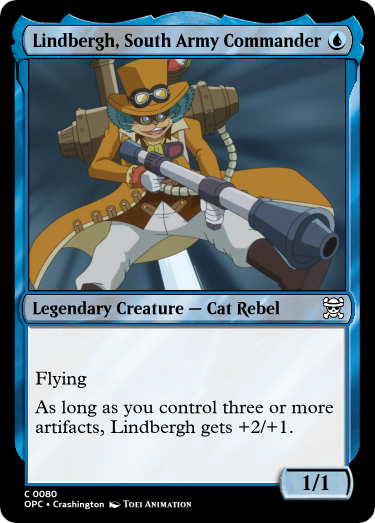 Lindbergh, South Army Commander
Legendary Creature — Cat Rebel
Flying
As long as you control three or more
artifacts, Lindbergh gets +2/+1.
1/1
C 0080
OPC • Crashington Toei Animation